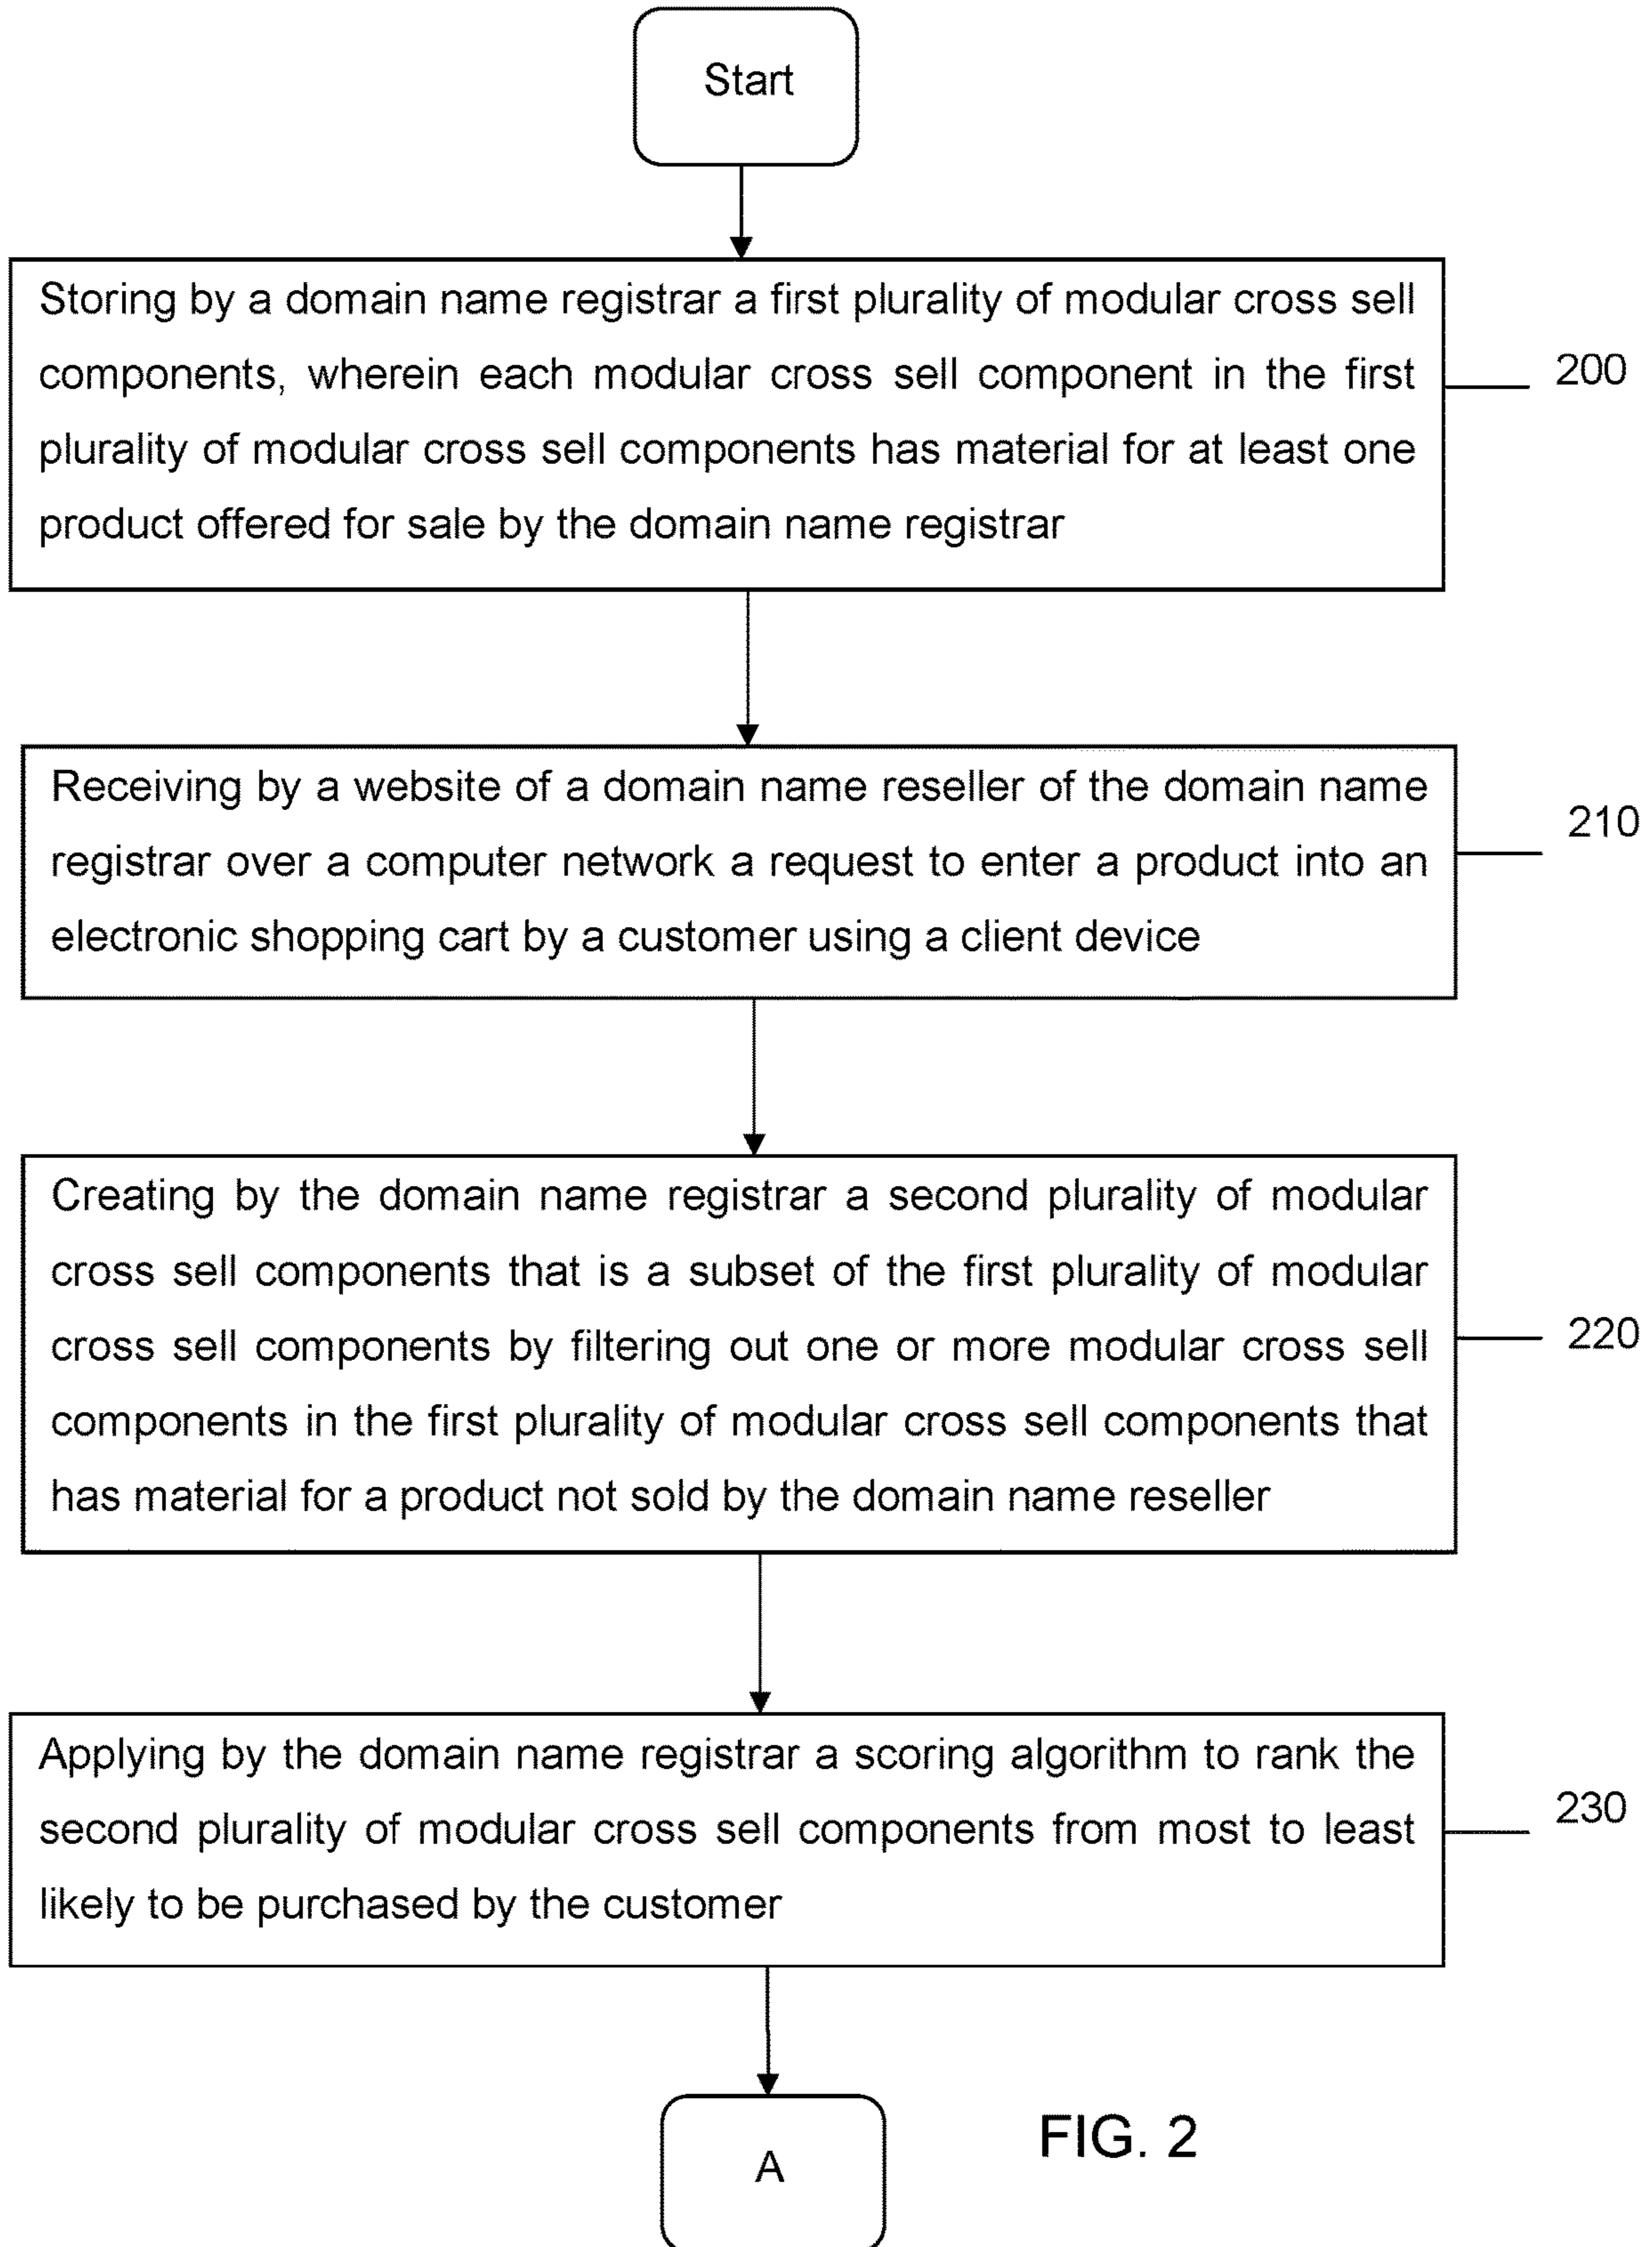 Start
Storing by a domain name registrar a first plurality of modular cross sell
components, wherein each modular cross sell component in the first
plurality of modular cross sell components has material for at least one
product offered for sale by the domain name registrar
200
Receiving by a website of a domain name reseller of the domain name
registrar over a computer network a request to enter a product into an
electronic shopping cart by a customer using a client device
210
Creating by the domain name registrar a second plurality of modular
cross sell components that is a subset of the first plurality of modular
cross sell components by filtering out one or more modular cross sell
components in the first plurality of modular cross sell components that
has material for a product not sold by the domain name reseller
220
Applying by the domain name registrar a scoring algorithm to rank the
second plurality of modular cross sell components from most to least
likely to be purchased by the customer
230
A
FIG. 2